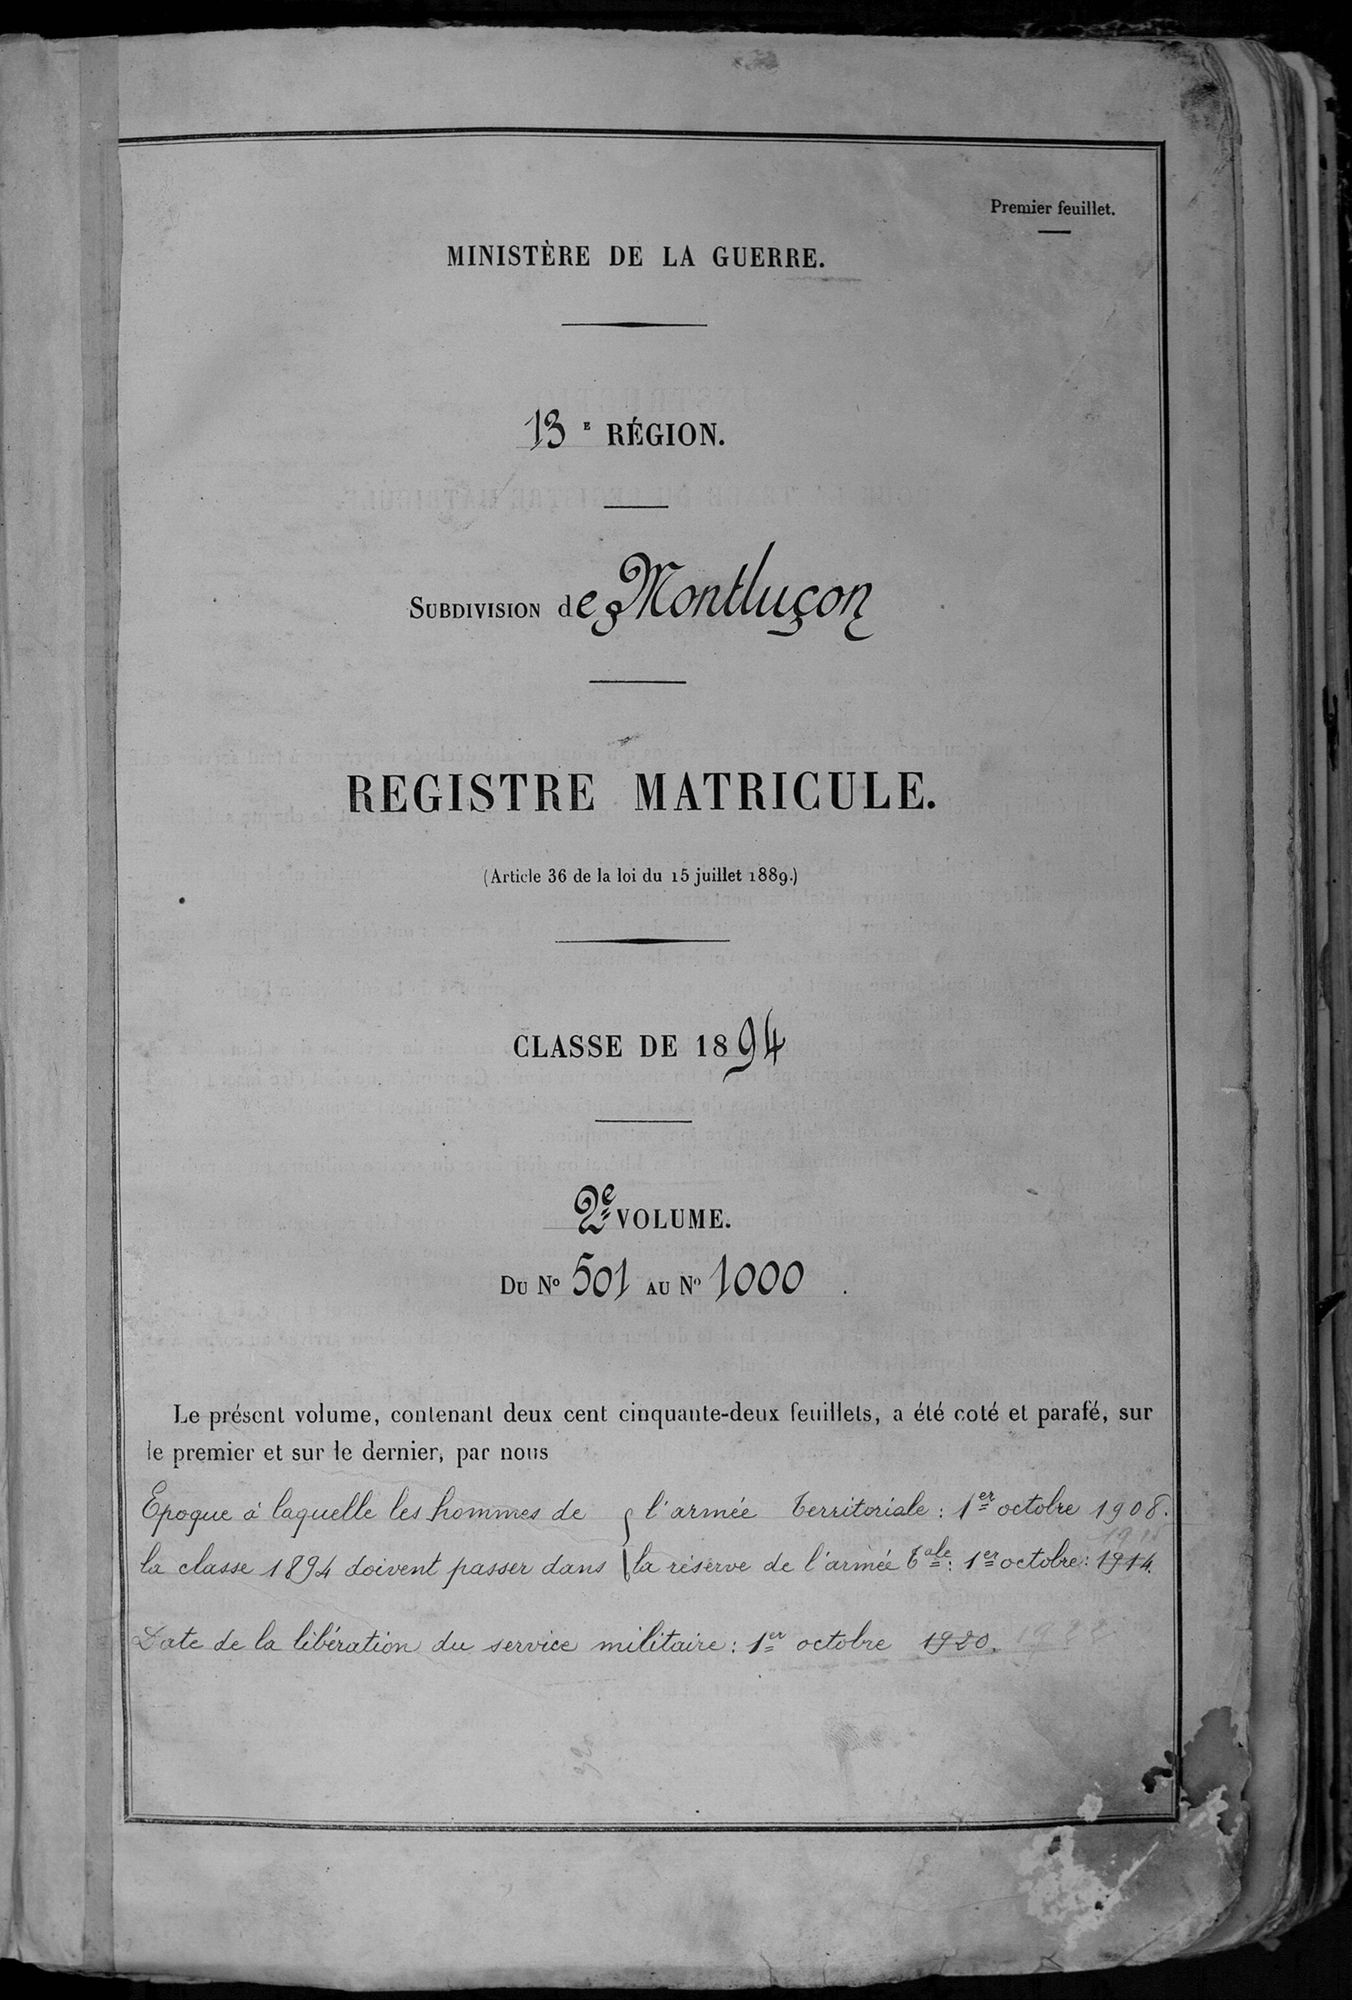 Premier feuillet.
MINISTÈRE DE LA GUERRE.
13 E RÉGION.
SUBDIVISION de Montluçon
REGISTRE MATRICULE.
(Article 36 de la loi du 15 juillet 1889.)
CLASSE DE 1894
2e VOLUME.
DU No 501 AU No 1000 .
Le présent volume, contenant deux cent cinquante-deux feuillets, a été coté et parafé, sur
le premier et sur le dernier, par nous
Epoque à laquelle les hommes de { l'armée territoriale : 1er octobre 1908.
la classe 1894 doivent passer dans { la réserve de l'armée tale : 1er octobre : 1914.
Date de la libération du service militaire : 1er octobre 1920. 1922